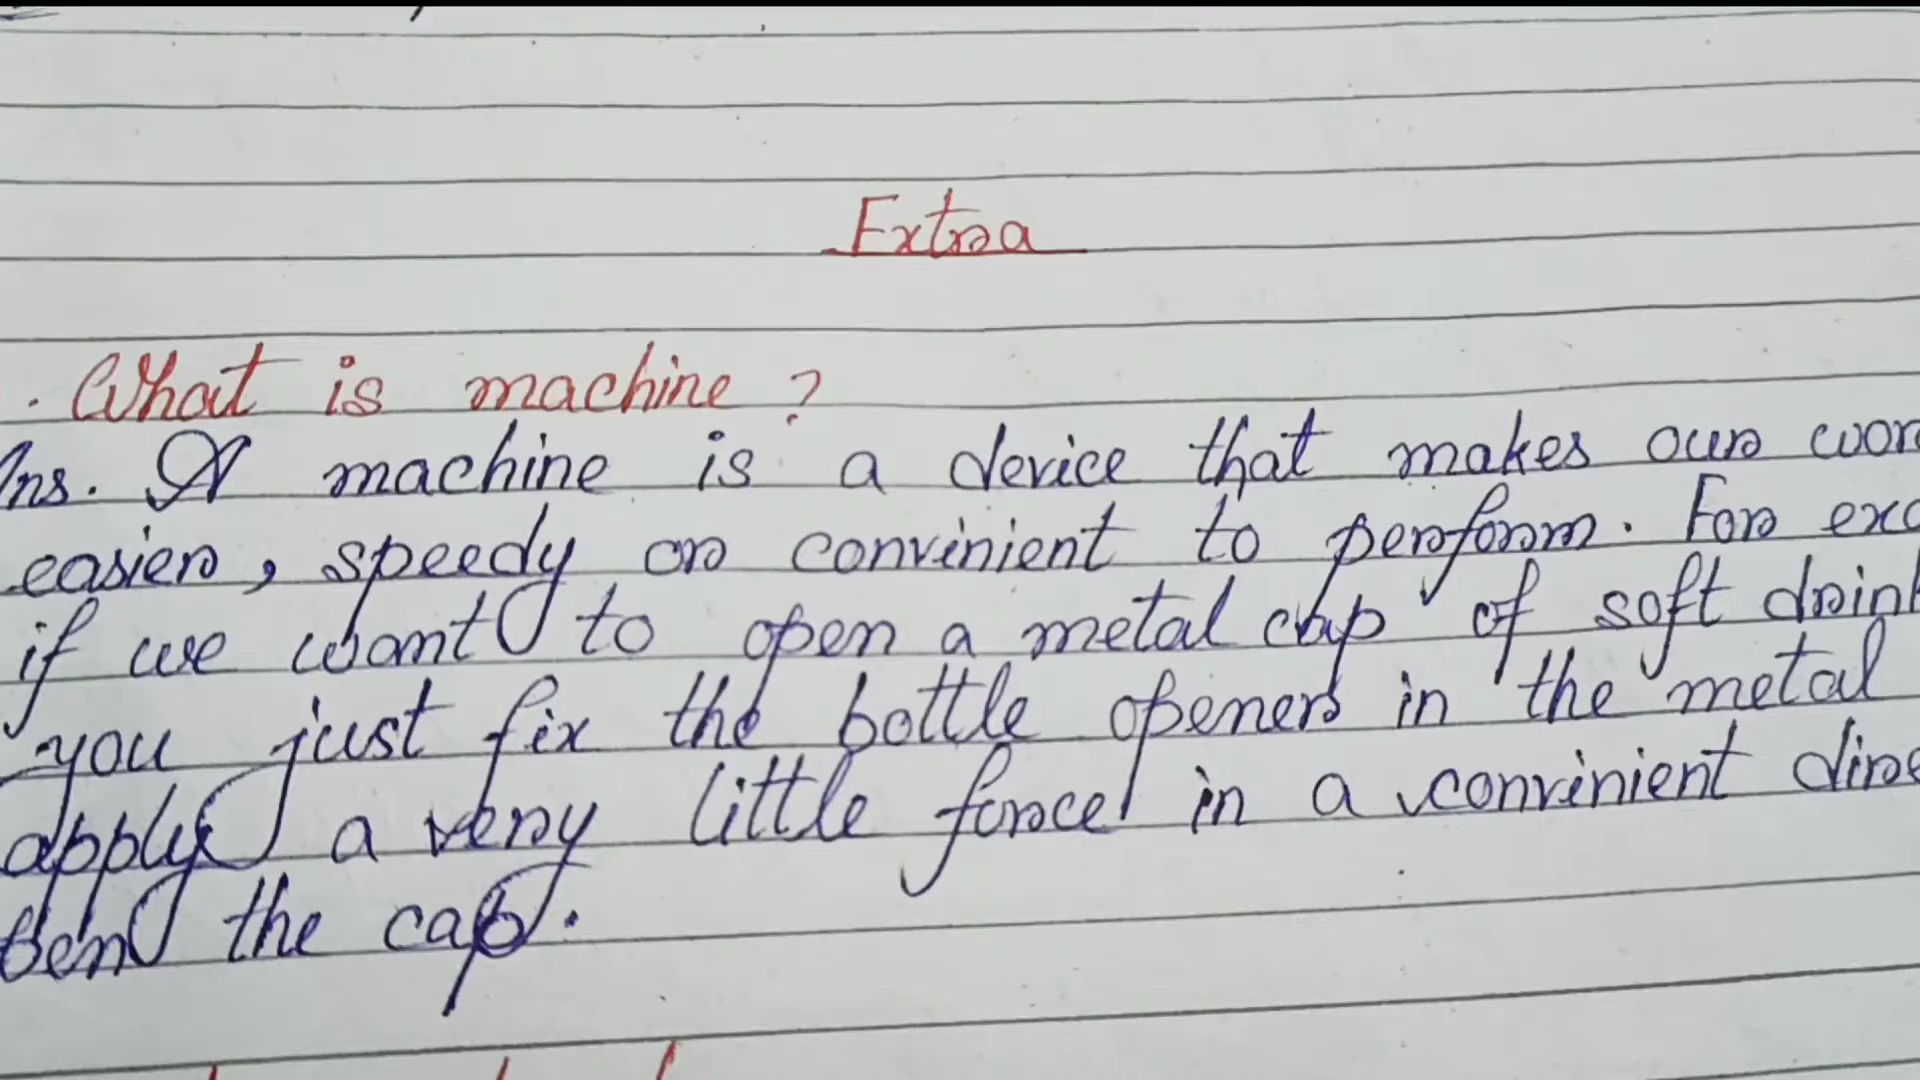 Extra
. What is machine ?
Ans. A machine is a device that makes our wor
easier, speedy or convinient to perform. For exa
if we want to open a metal cap of soft drink
you just fix the bottle openers in the metal
apply a very little force in a convinient dire
the cap.